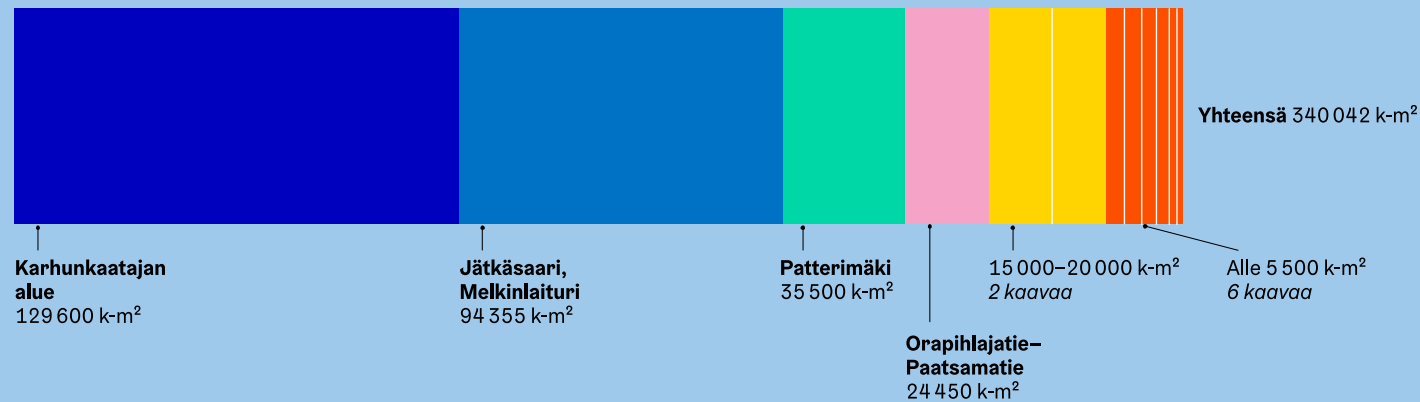 Yhteensä 340 042 k-m²
Karhunkaatajan
alue
129 600 k-m²
Jätkäsaari,
Melkinlaituri
94 355 k-m²
Patterimäki
35 500 k-m²
Orapihlajatie–
Paatsamatie
24 450 k-m²
15 000–20 000 k-m²
2 kaavaa
Alle 5 500 k-m²
6 kaavaa